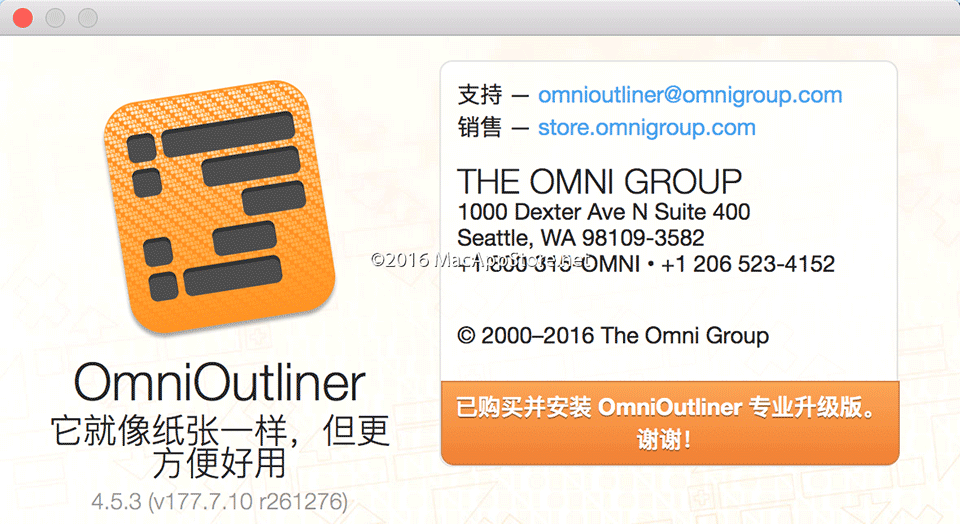 OmniOutliner
它就像纸张一样，但更
方便好用
4.5.3 (v177.7.10 r261276)
支持 — omnioutliner@omnigroup.com
销售 — store.omnigroup.com
THE OMNI GROUP
1000 Dexter Ave N Suite 400
Seattle, WA 98109-3582
+1 800 315-OMNI • +1 206 523-4152
©2016 MacAppStore.net
© 2000–2016 The Omni Group
已购买并安装 OmniOutliner 专业升级版。
谢谢！